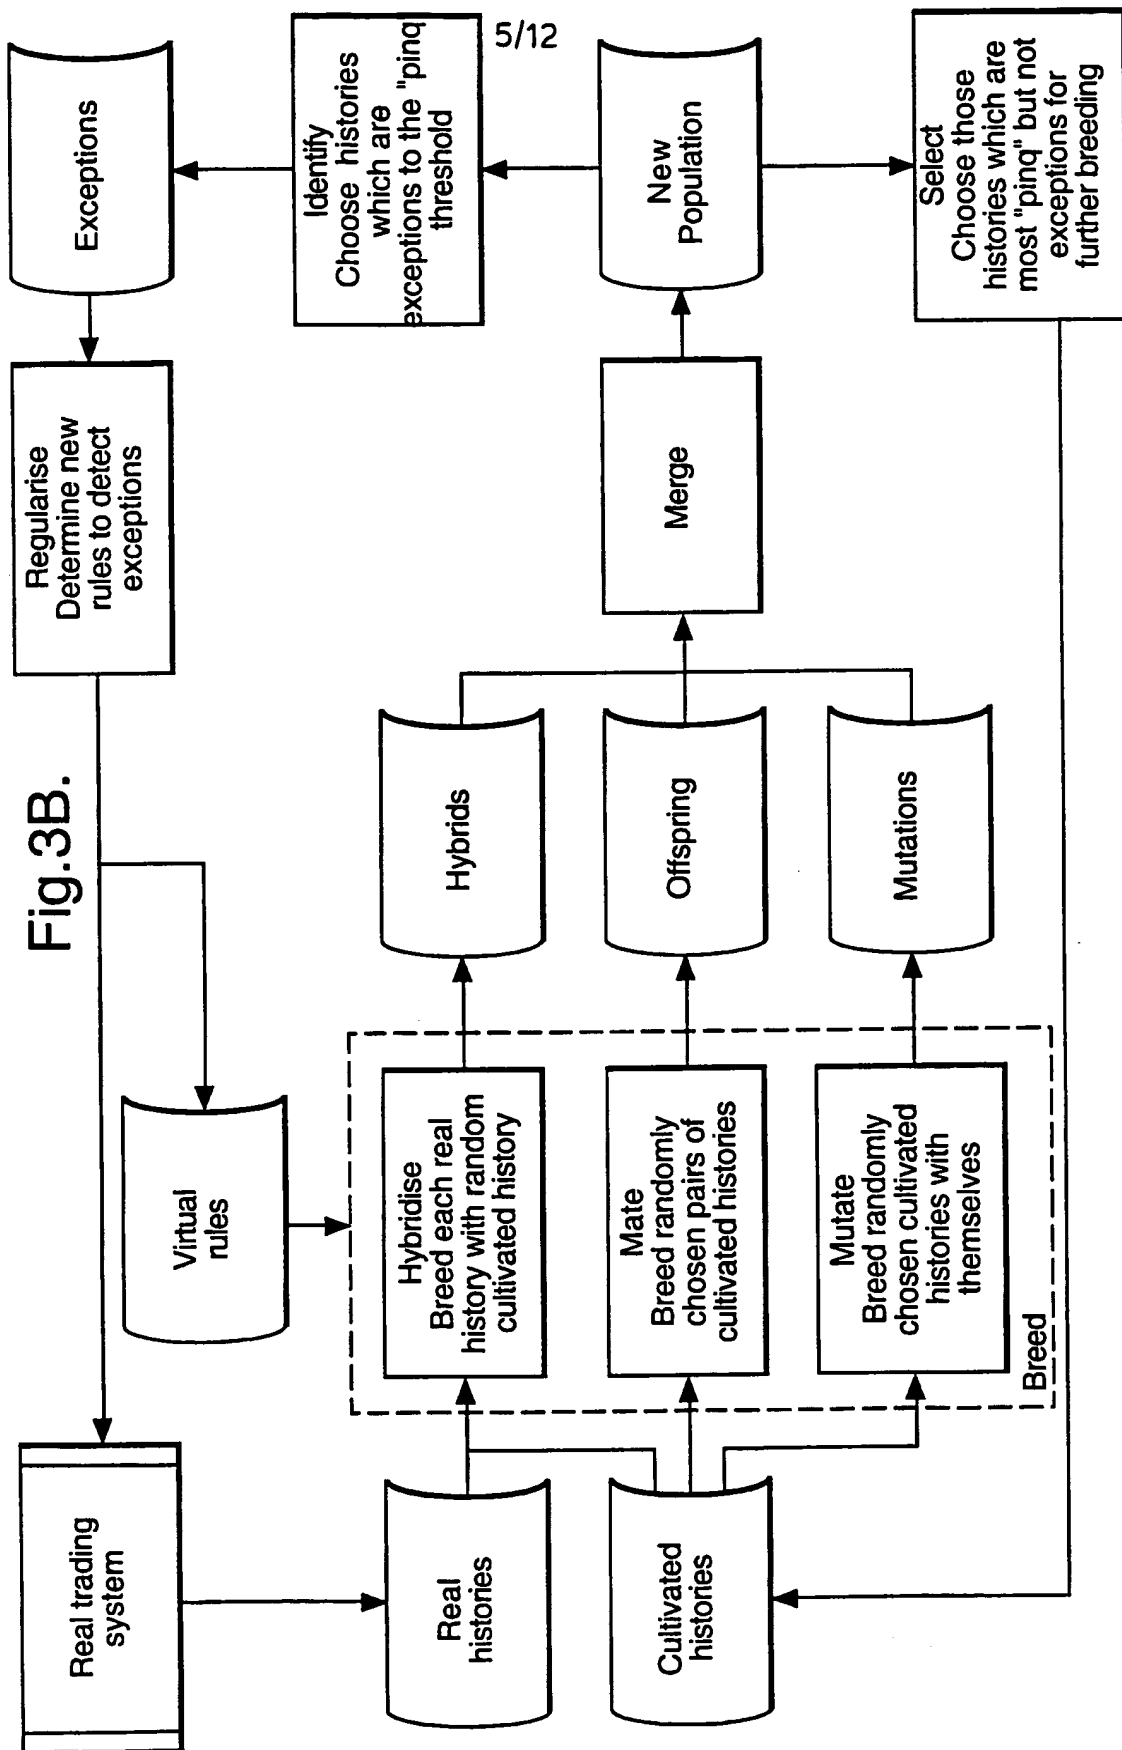 5/12
Fig.3B.
Real trading
system
Regularise
Determine new
rules to detect
exceptions
Exceptions
Virtual
rules
Identify
Choose histories
which are
exceptions to the "pinq
threshold
Real
histories
Hybridise
Breed each real
history with random
cultivated history
Hybrids
Cultivated
histories
Mate
Breed randomly
chosen pairs of
cultivated histories
Offspring
Merge
New
Population
Mutate
Breed randomly
chosen cultivated
histories with
themselves
Mutations
Breed
Select
Choose those
histories which are
most "pinq" but not
exceptions for
further breeding